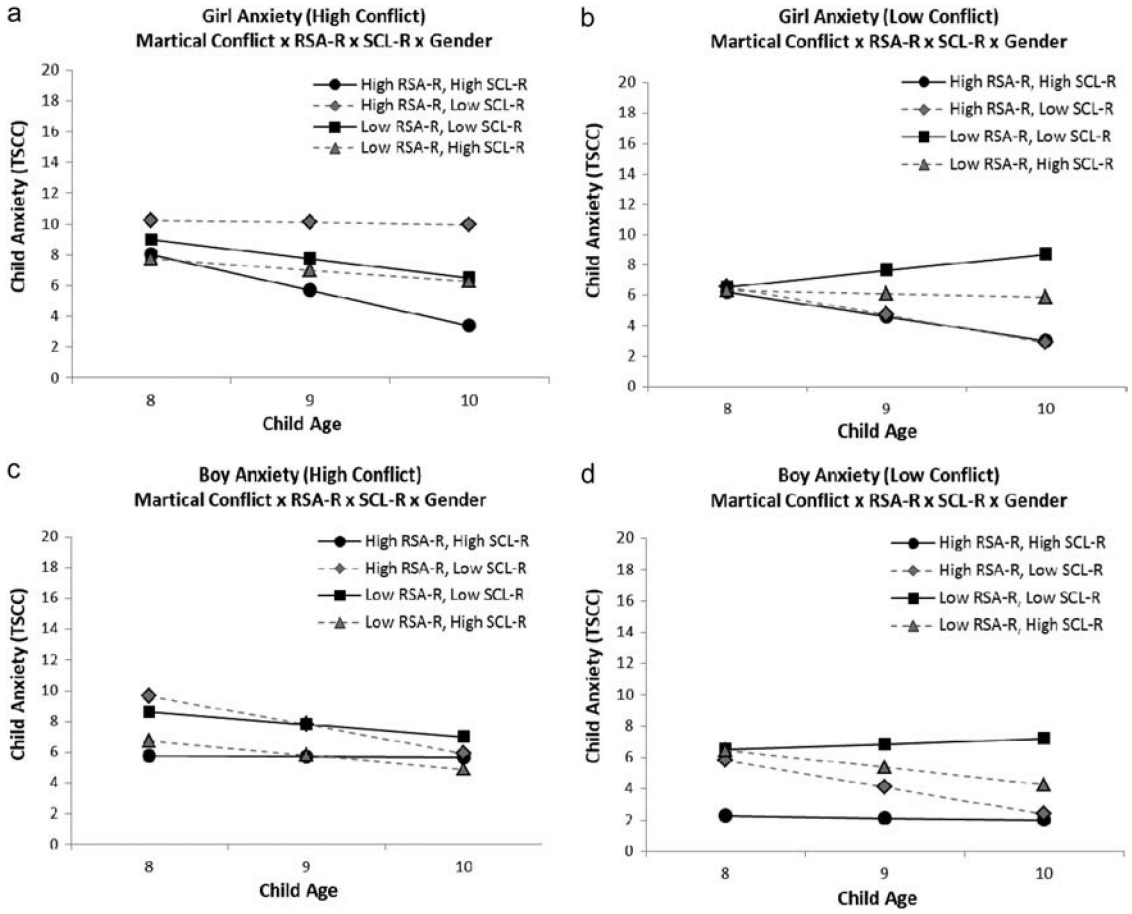 a
Girl Anxiety (High Conflict)
Martical Conflict x RSA-R x SCL-R x Gender
Child Anxiety (TSCC)
20
18
16
14
12
10
8
6
4
2
0
High RSA-R, High SCL-R
High RSA-R, Low SCL-R
Low RSA-R, Low SCL-R
Low RSA-R, High SCL-R
8
9
10
Child Age
b
Girl Anxiety (Low Conflict)
Martical Conflict x RSA-R x SCL-R x Gender
Child Anxiety (TSCC)
20
18
16
14
12
10
8
6
4
2
0
High RSA-R, High SCL-R
High RSA-R, Low SCL-R
Low RSA-R, Low SCL-R
Low RSA-R, High SCL-R
8
9
10
Child Age
c
Boy Anxiety (High Conflict)
Martical Conflict x RSA-R x SCL-R x Gender
Child Anxiety (TSCC)
20
18
16
14
12
10
8
6
4
2
0
High RSA-R, High SCL-R
High RSA-R, Low SCL-R
Low RSA-R, Low SCL-R
Low RSA-R, High SCL-R
8
9
10
Child Age
d
Boy Anxiety (Low Conflict)
Martical Conflict x RSA-R x SCL-R x Gender
Child Anxiety (TSCC)
20
18
16
14
12
10
8
6
4
2
0
High RSA-R, High SCL-R
High RSA-R, Low SCL-R
Low RSA-R, Low SCL-R
Low RSA-R, High SCL-R
8
9
10
Child Age